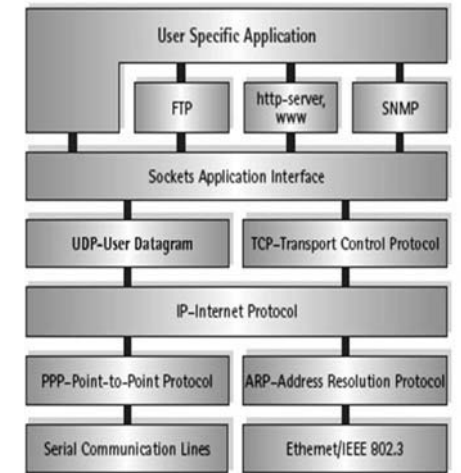 User Specific Application
FTP
http-server,
www
SNMP
Sockets Application Interface
UDP-User Datagram
TCP-Transport Control Protocol
IP-Internet Protocol
PPP-Point-to-Point Protocol
ARP-Address Resolution Protocol
Serial Communication Lines
Ethernet/IEEE 802.3